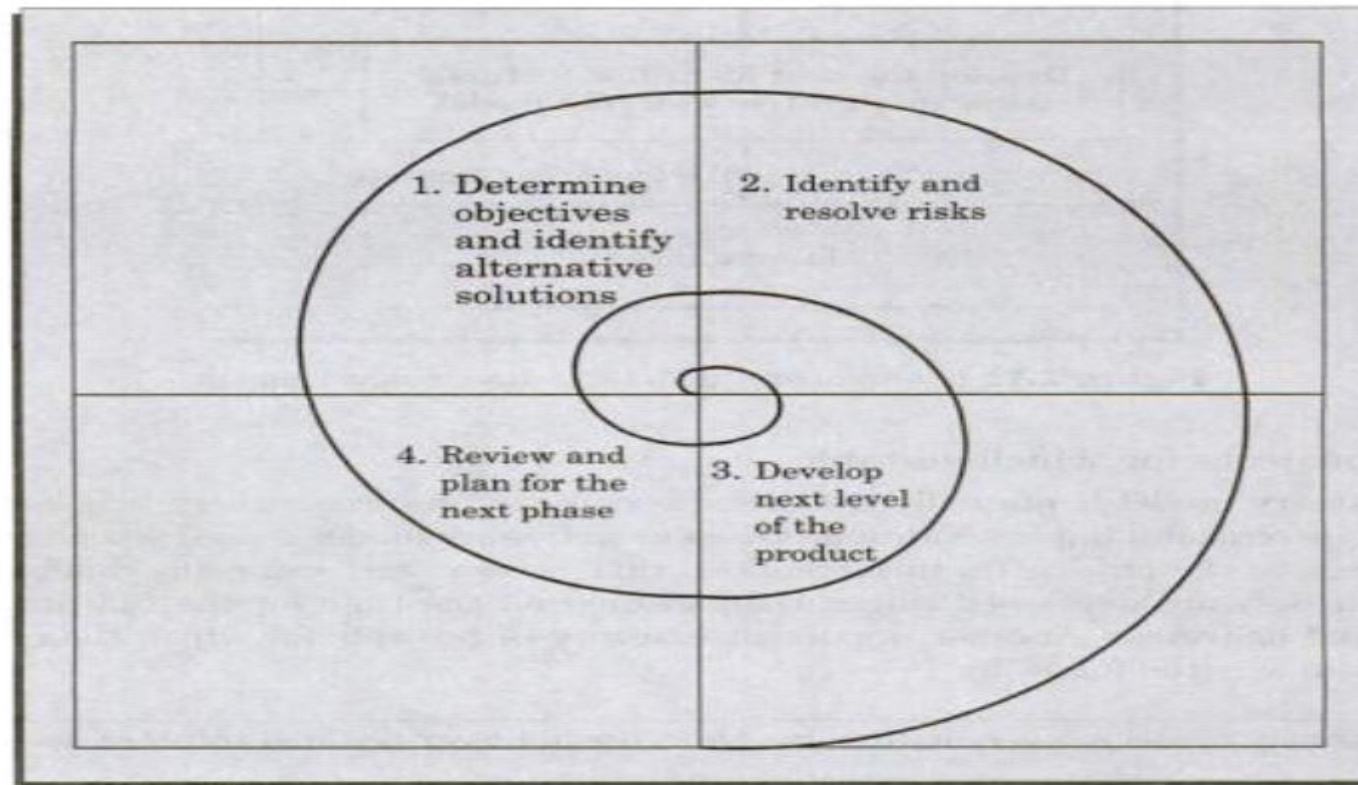 1. Determine
objectives
and identify
alternative
solutions
2. Identify and
resolve risks
4. Review and
plan for the
next phase
3. Develop
next level
of the
product